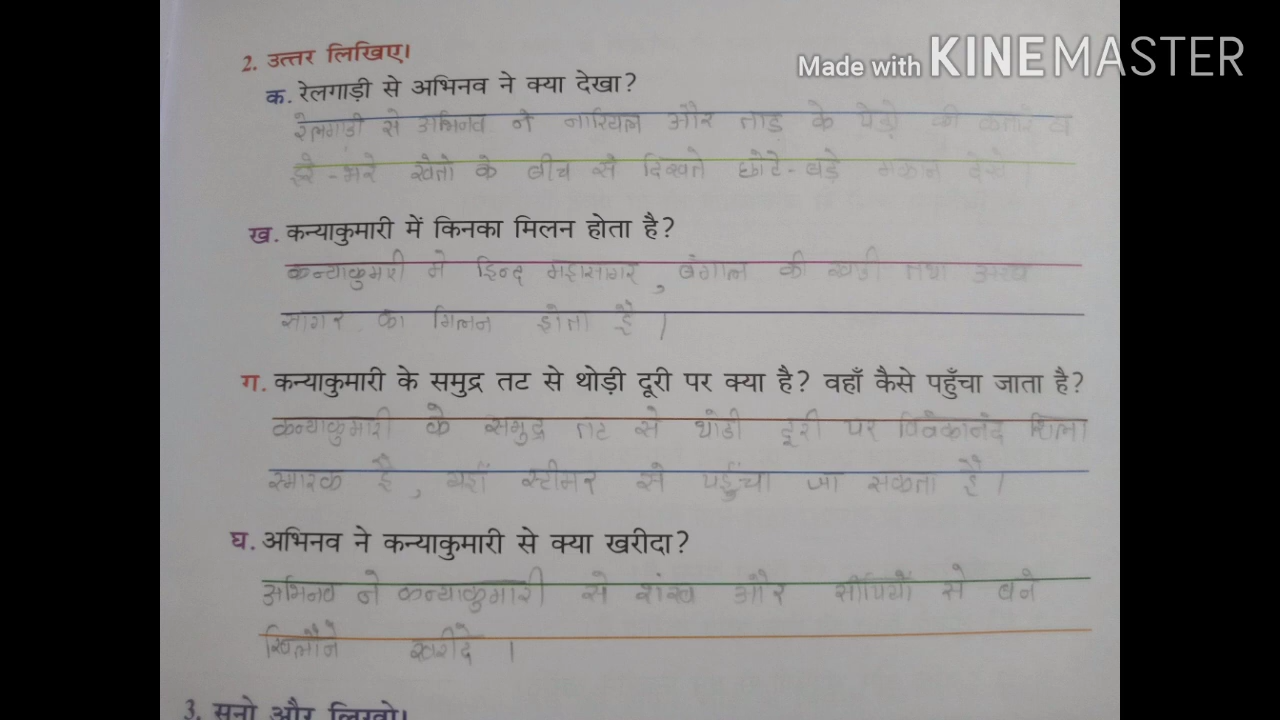 Made with KINEMASTER
2. उत्तर लिखिए।
क. रेलगाड़ी से अभिनव ने क्या देखा?
रेलगाड़ी से अभिनव ने नारियल और ताड़ के पेड़ो की कतारे व
हरे-भरे खेतो के बीच से दिखते छोटे-बड़े मकान देखे।
ख. कन्याकुमारी में किनका मिलन होता है?
कन्याकुमारी मे हिन्द महासागर, बंगाल की खाड़ी तथा अरब
सागर का मिलन होता है।
ग. कन्याकुमारी के समुद्र तट से थोड़ी दूरी पर क्या है? वहाँ कैसे पहुँचा जाता है?
कन्याकुमारी के समुद्र तट से थोडी दूरी पर विवेकानंद शिला
स्मारक है, यहाँ स्टीमर से पहुँचा जा सकता है।
घ. अभिनव ने कन्याकुमारी से क्या खरीदा?
अभिनव ने कन्याकुमारी से शंख और सीपियों से बने
खिलौने खरीदे।
3. सुनो और लिखो।